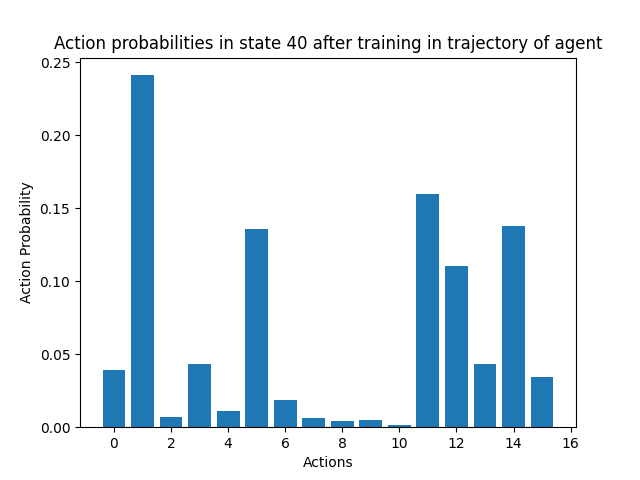 Action probabilities in state 40 after training in trajectory of agent
0.25
0.20
0.15
0.10
0.05
0.00
Action Probability
0 2 4 6 8 10 12 14 16
Actions